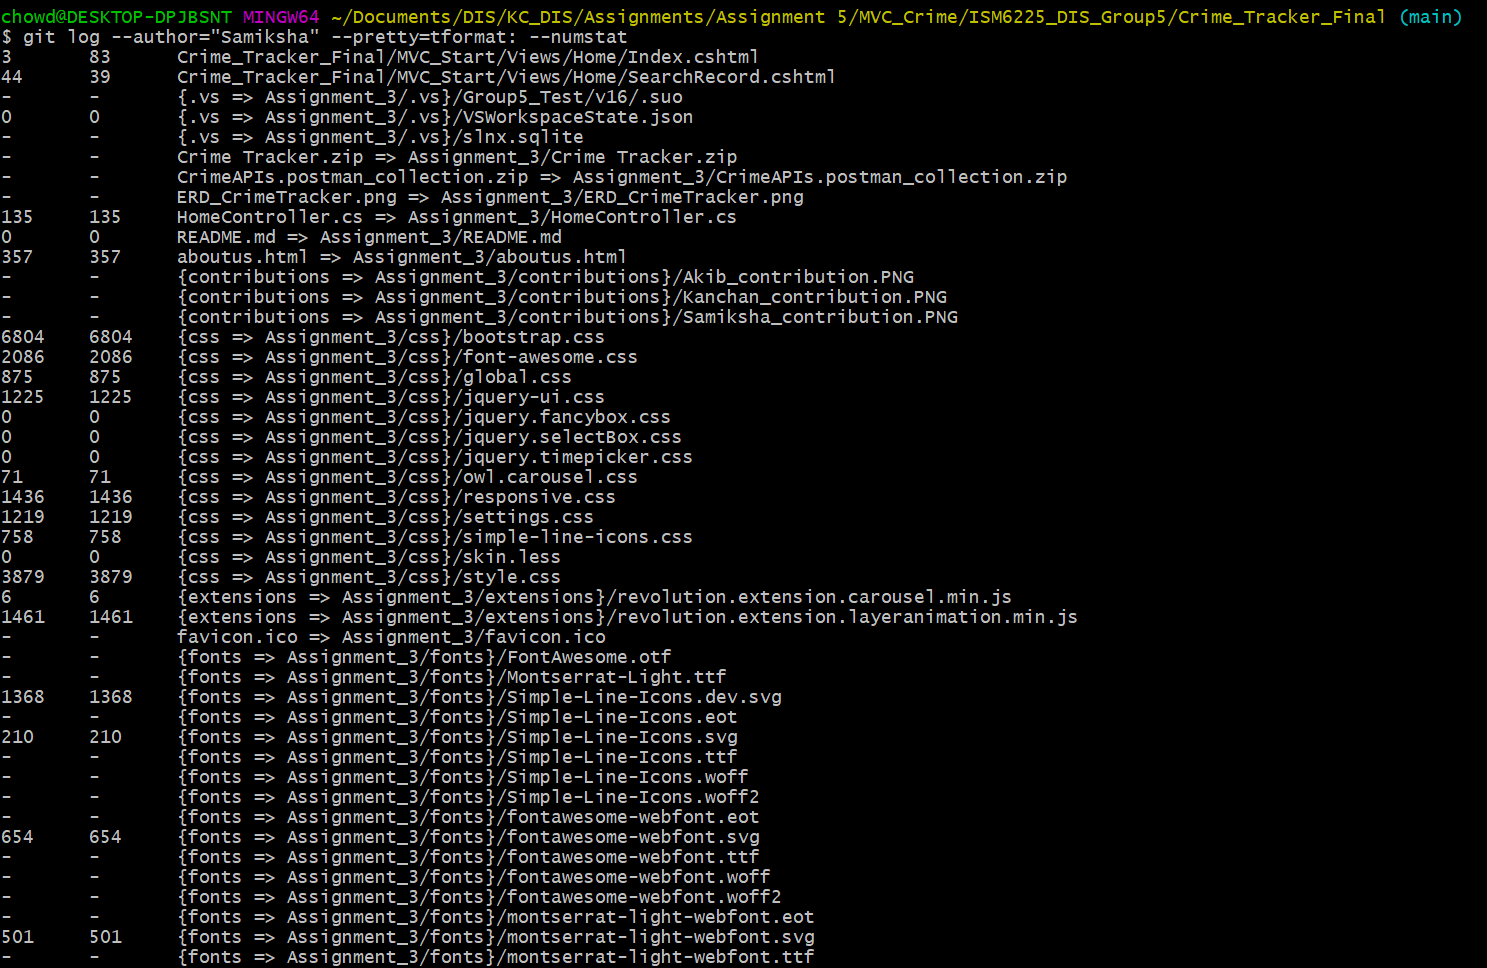 chowd@DESKTOP-DPJBSNT MINGW64 ~/Documents/DIS/KC_DIS/Assignments/Assignment 5/MVC_Crime/ISM6225_DIS_Group5/Crime_Tracker_Final (main)
$ git log --author="Samiksha" --pretty=tformat: --numstat
3 83 Crime_Tracker_Final/MVC_Start/Views/Home/Index.cshtml
44 39 Crime_Tracker_Final/MVC_Start/Views/Home/SearchRecord.cshtml
- - {.vs => Assignment_3/.vs}/Group5_Test/v16/.suo
0 0 {.vs => Assignment_3/.vs}/VSWorkspaceState.json
- - {.vs => Assignment_3/.vs}/slnx.sqlite
- - Crime Tracker.zip => Assignment_3/Crime Tracker.zip
- - CrimeAPIs.postman_collection.zip => Assignment_3/CrimeAPIs.postman_collection.zip
- - ERD_CrimeTracker.png => Assignment_3/ERD_CrimeTracker.png
135 135 HomeController.cs => Assignment_3/HomeController.cs
0 0 README.md => Assignment_3/README.md
357 357 aboutus.html => Assignment_3/aboutus.html
- - {contributions => Assignment_3/contributions}/Akib_contribution.PNG
- - {contributions => Assignment_3/contributions}/Kanchan_contribution.PNG
- - {contributions => Assignment_3/contributions}/Samiksha_contribution.PNG
6804 6804 {css => Assignment_3/css}/bootstrap.css
2086 2086 {css => Assignment_3/css}/font-awesome.css
875 875 {css => Assignment_3/css}/global.css
1225 1225 {css => Assignment_3/css}/jquery-ui.css
0 0 {css => Assignment_3/css}/jquery.fancybox.css
0 0 {css => Assignment_3/css}/jquery.selectBox.css
0 0 {css => Assignment_3/css}/jquery.timepicker.css
71 71 {css => Assignment_3/css}/owl.carousel.css
1436 1436 {css => Assignment_3/css}/responsive.css
1219 1219 {css => Assignment_3/css}/settings.css
758 758 {css => Assignment_3/css}/simple-line-icons.css
0 0 {css => Assignment_3/css}/skin.less
3879 3879 {css => Assignment_3/css}/style.css
6 6 {extensions => Assignment_3/extensions}/revolution.extension.carousel.min.js
1461 1461 {extensions => Assignment_3/extensions}/revolution.extension.layeranimation.min.js
- - favicon.ico => Assignment_3/favicon.ico
- - {fonts => Assignment_3/fonts}/FontAwesome.otf
- - {fonts => Assignment_3/fonts}/Montserrat-Light.ttf
1368 1368 {fonts => Assignment_3/fonts}/Simple-Line-Icons.dev.svg
- - {fonts => Assignment_3/fonts}/Simple-Line-Icons.eot
210 210 {fonts => Assignment_3/fonts}/Simple-Line-Icons.svg
- - {fonts => Assignment_3/fonts}/Simple-Line-Icons.ttf
- - {fonts => Assignment_3/fonts}/Simple-Line-Icons.woff
- - {fonts => Assignment_3/fonts}/Simple-Line-Icons.woff2
- - {fonts => Assignment_3/fonts}/fontawesome-webfont.eot
654 654 {fonts => Assignment_3/fonts}/fontawesome-webfont.svg
- - {fonts => Assignment_3/fonts}/fontawesome-webfont.ttf
- - {fonts => Assignment_3/fonts}/fontawesome-webfont.woff
- - {fonts => Assignment_3/fonts}/fontawesome-webfont.woff2
- - {fonts => Assignment_3/fonts}/montserrat-light-webfont.eot
501 501 {fonts => Assignment_3/fonts}/montserrat-light-webfont.svg
- - {fonts => Assignment_3/fonts}/montserrat-light-webfont.ttf